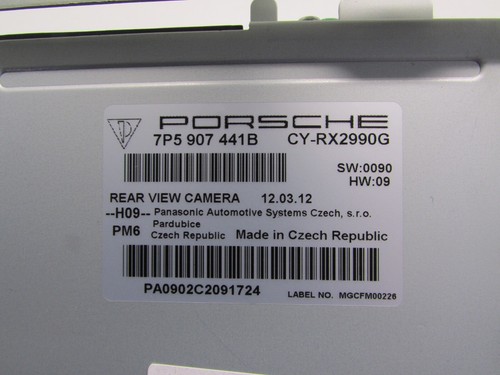 PORSCHE
7P5 907 441B CY-RX2990G
SW:0090
HW:09
REAR VIEW CAMERA 12.03.12
--H09-- Panasonic Automotive Systems Czech, s.r.o.
Pardubice
PM6 Czech Republic Made in Czech Republic
PA0902C2091724 LABEL NO. MGCFM00226